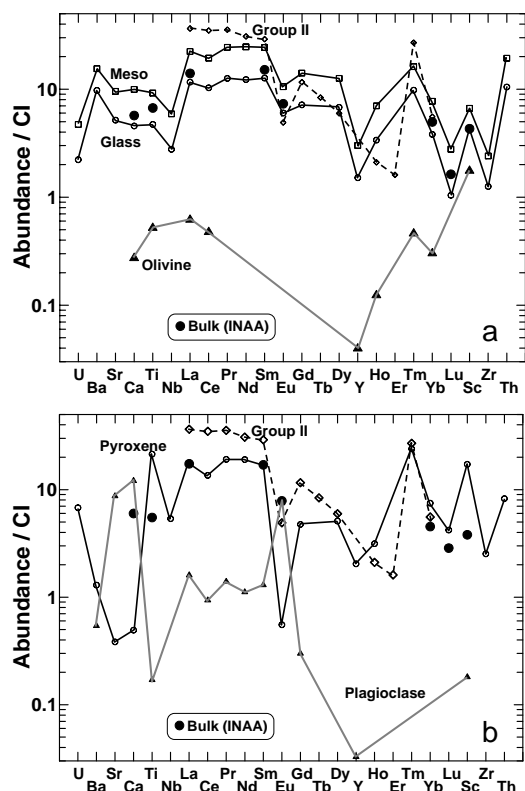 Group II
10
Meso
Glass
1
Abundance / CI
Olivine
0.1
Bulk (INAA)
a
U Sr Ti La Pr Sm Gd Dy Ho Tm Lu Zr
Ba Ca Nb Ce Nd Eu Tb Y Er Yb Sc Th
Pyroxene
Group II
10
1
Abundance / CI
Plagioclase
0.1
Bulk (INAA)
b
U Sr Ti La Pr Sm Gd Dy Ho Tm Lu Zr
Ba Ca Nb Ce Nd Eu Tb Y Er Yb Sc Th